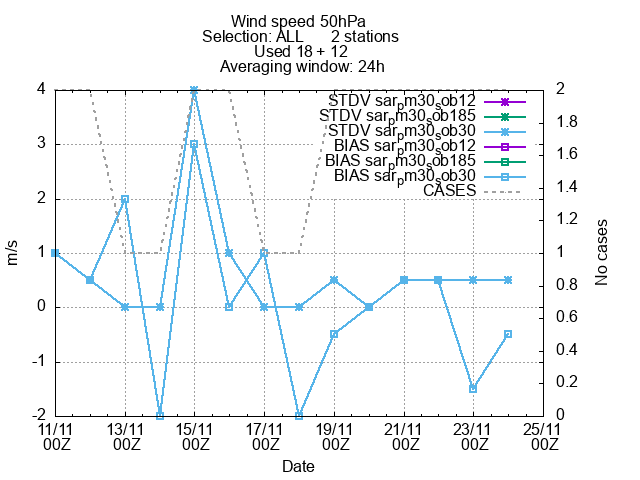 Wind speed 50hPa
Selection: ALL 2 stations
Used 18 + 12
Averaging window: 24h
4
3
2
1
0
-1
-2
m/s
2
1.8
1.6
1.4
1.2
1
0.8
0.6
0.4
0.2
0
No cases
STDV sarpm30sob12
STDV sarpm30sob185
STDV sarpm30sob30
BIAS sarpm30sob12
BIAS sarpm30sob185
BIAS sarpm30sob30
CASES
11/11 13/11 15/11 17/11 19/11 21/11 23/11 25/11
00Z 00Z 00Z 00Z 00Z 00Z 00Z 00Z
Date